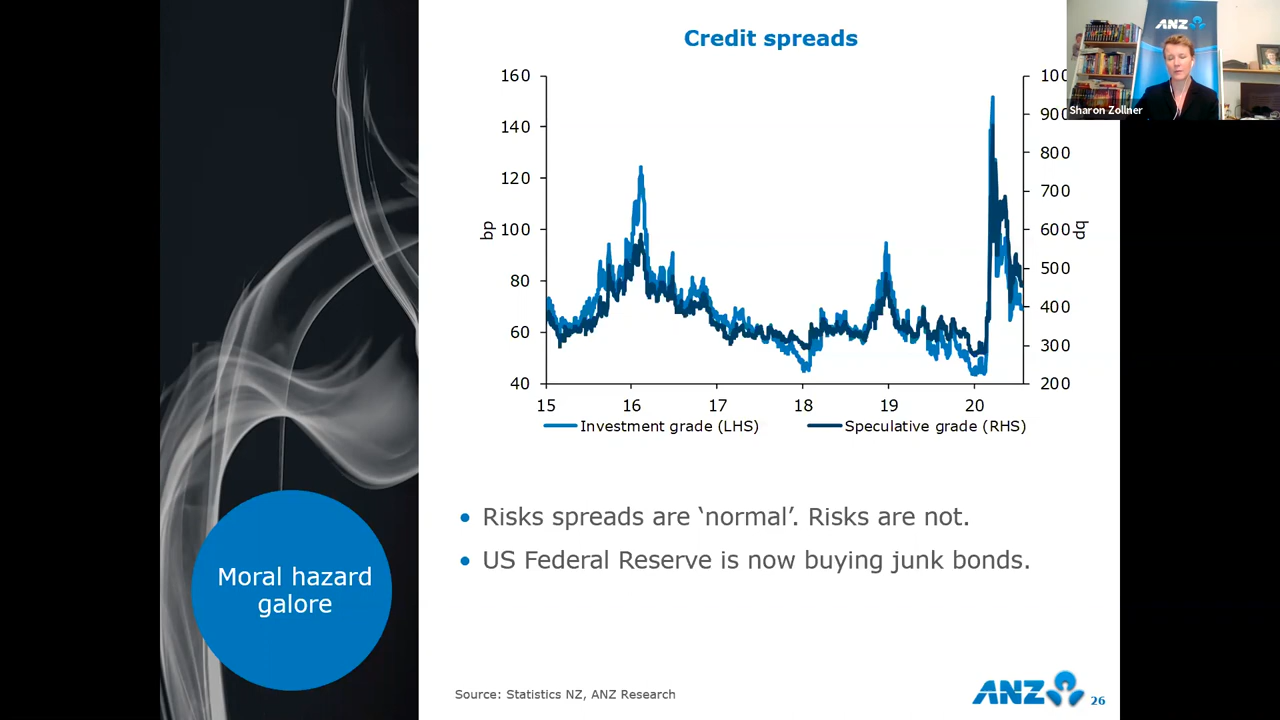 Credit spreads
160
140
120
100
80
60
40
bp
100
900
800
700
600
500
400
300
200
bp
15 16 17 18 19 20
Investment grade (LHS) Speculative grade (RHS)
ANZ
Sharon Zollner
• Risks spreads are ‘normal’. Risks are not.
• US Federal Reserve is now buying junk bonds.
Moral hazard
galore
Source: Statistics NZ, ANZ Research
ANZ 26